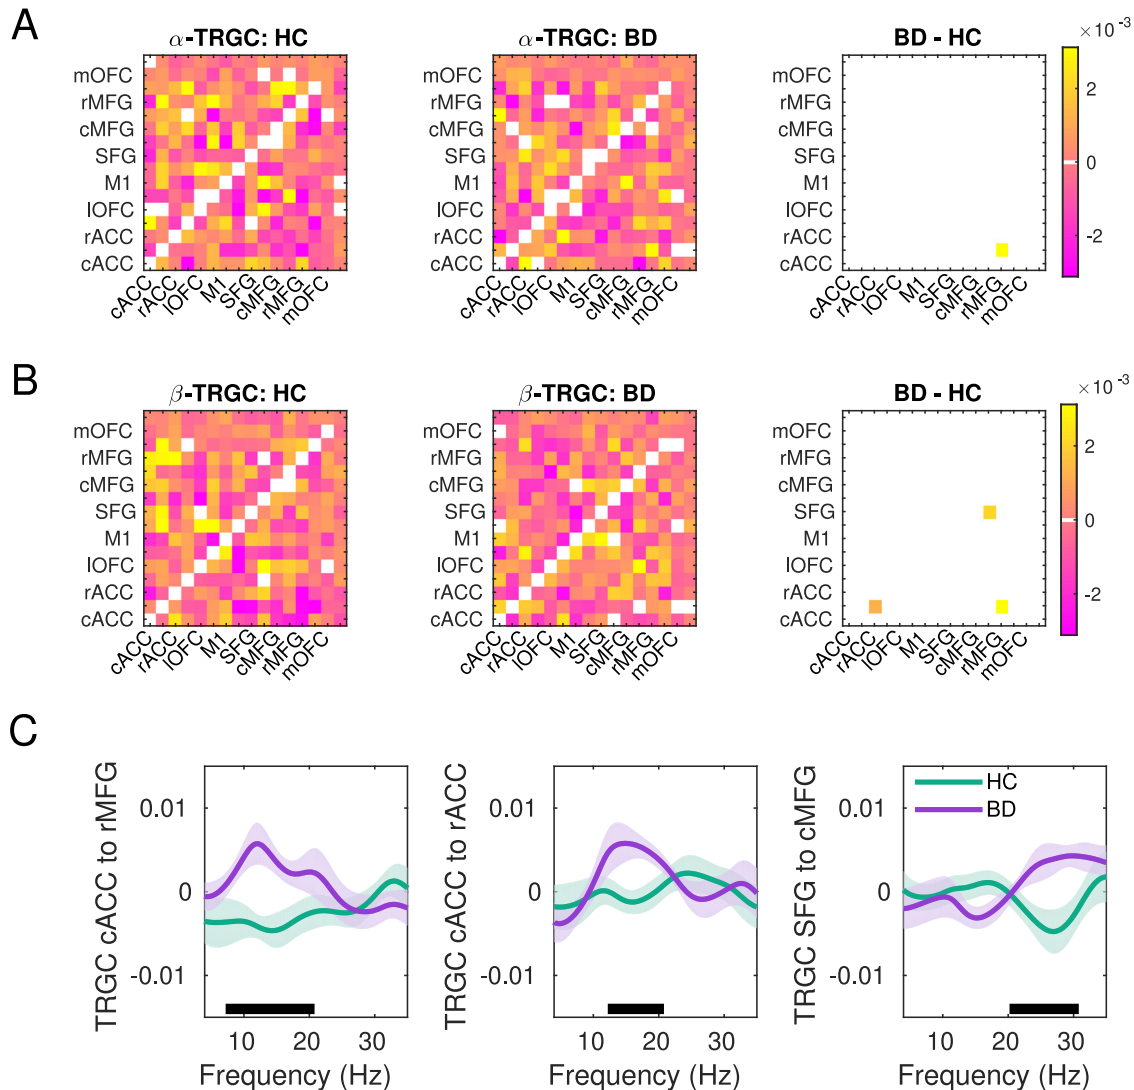 A
α-TRGC: HC
α-TRGC: BD
BD - HC
×10⁻³
mOFC
rMFG
cMFG
SFG
M1
lOFC
rACC
cACC
cACC
rACC
lOFC
M1
SFG
cMFG
rMFG
mOFC
mOFC
rMFG
cMFG
SFG
M1
lOFC
rACC
cACC
cACC
rACC
lOFC
M1
SFG
cMFG
rMFG
mOFC
mOFC
rMFG
cMFG
SFG
M1
lOFC
rACC
cACC
cACC
rACC
lOFC
M1
SFG
cMFG
rMFG
mOFC
2
0
-2
B
β-TRGC: HC
β-TRGC: BD
BD - HC
×10⁻³
mOFC
rMFG
cMFG
SFG
M1
lOFC
rACC
cACC
cACC
rACC
lOFC
M1
SFG
cMFG
rMFG
mOFC
mOFC
rMFG
cMFG
SFG
M1
lOFC
rACC
cACC
cACC
rACC
lOFC
M1
SFG
cMFG
rMFG
mOFC
mOFC
rMFG
cMFG
SFG
M1
lOFC
rACC
cACC
cACC
rACC
lOFC
M1
SFG
cMFG
rMFG
mOFC
2
0
-2
C
TRGC cACC to rMFG
0.01
0
-0.01
10 20 30
Frequency (Hz)
TRGC cACC to rACC
0.01
0
-0.01
10 20 30
Frequency (Hz)
TRGC SFG to cMFG
0.01
0
-0.01
HC
BD
10 20 30
Frequency (Hz)